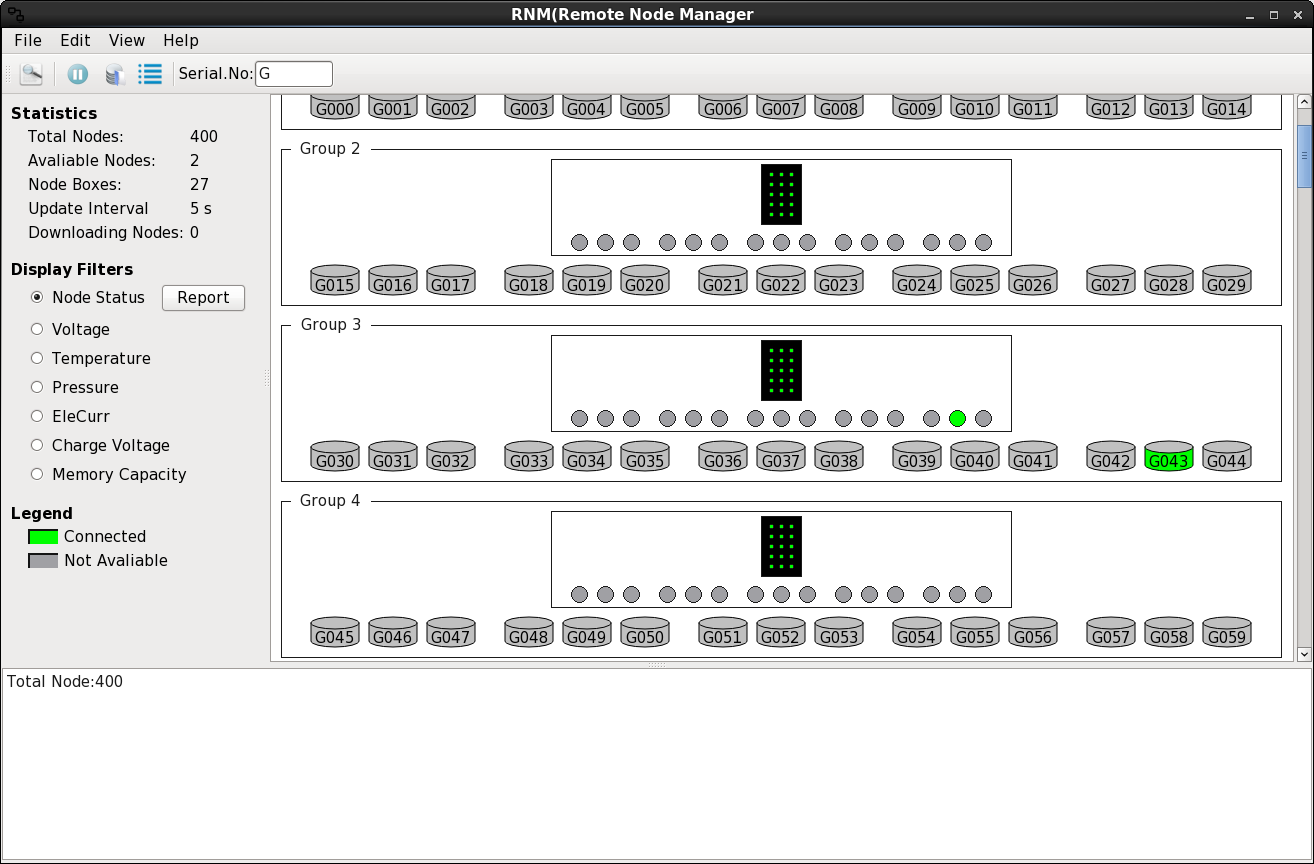 RNM(Remote Node Manager
File Edit View Help
Serial.No: G
Statistics
Total Nodes: 400
Avaliable Nodes: 2
Node Boxes: 27
Update Interval 5 s
Downloading Nodes: 0
Display Filters
Node Status Report
Voltage
Temperature
Pressure
EleCurr
Charge Voltage
Memory Capacity
Legend
Connected
Not Avaliable
G000 G001 G002 G003 G004 G005 G006 G007 G008 G009 G010 G011 G012 G013 G014
Group 2
G015 G016 G017 G018 G019 G020 G021 G022 G023 G024 G025 G026 G027 G028 G029
Group 3
G030 G031 G032 G033 G034 G035 G036 G037 G038 G039 G040 G041 G042 G043 G044
Group 4
G045 G046 G047 G048 G049 G050 G051 G052 G053 G054 G055 G056 G057 G058 G059
Total Node:400